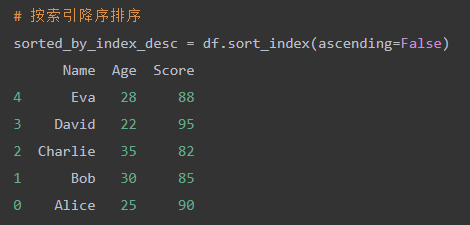 # 按索引降序排序
sorted_by_index_desc = df.sort_index(ascending=False)
Name Age Score
4 Eva 28 88
3 David 22 95
2 Charlie 35 82
1 Bob 30 85
0 Alice 25 90